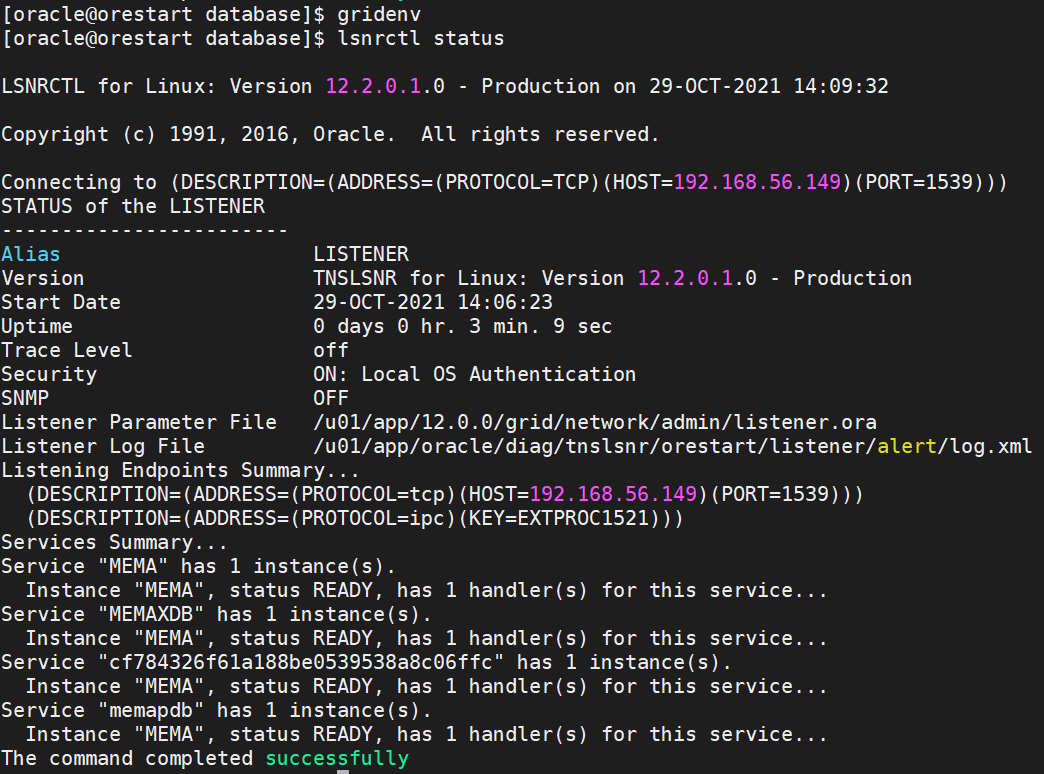 [oracle@orestart database]$ gridenv
[oracle@orestart database]$ lsnrctl status
LSNRCTL for Linux: Version 12.2.0.1.0 - Production on 29-OCT-2021 14:09:32
Copyright (c) 1991, 2016, Oracle.  All rights reserved.
Connecting to (DESCRIPTION=(ADDRESS=(PROTOCOL=TCP)(HOST=192.168.56.149)(PORT=1539)))
STATUS of the LISTENER
------------------------
Alias                     LISTENER
Version                   TNSLSNR for Linux: Version 12.2.0.1.0 - Production
Start Date                29-OCT-2021 14:06:23
Uptime                    0 days 0 hr. 3 min. 9 sec
Trace Level               off
Security                  ON: Local OS Authentication
SNMP                      OFF
Listener Parameter File   /u01/app/12.0.0/grid/network/admin/listener.ora
Listener Log File         /u01/app/oracle/diag/tnslsnr/orestart/listener/alert/log.xml
Listening Endpoints Summary...
  (DESCRIPTION=(ADDRESS=(PROTOCOL=tcp)(HOST=192.168.56.149)(PORT=1539)))
  (DESCRIPTION=(ADDRESS=(PROTOCOL=ipc)(KEY=EXTPROC1521)))
Services Summary...
Service "MEMA" has 1 instance(s).
  Instance "MEMA", status READY, has 1 handler(s) for this service...
Service "MEMAXDB" has 1 instance(s).
  Instance "MEMA", status READY, has 1 handler(s) for this service...
Service "cf784326f61a188be0539538a8c06ffc" has 1 instance(s).
  Instance "MEMA", status READY, has 1 handler(s) for this service...
Service "memapdb" has 1 instance(s).
  Instance "MEMA", status READY, has 1 handler(s) for this service...
The command completed successfully